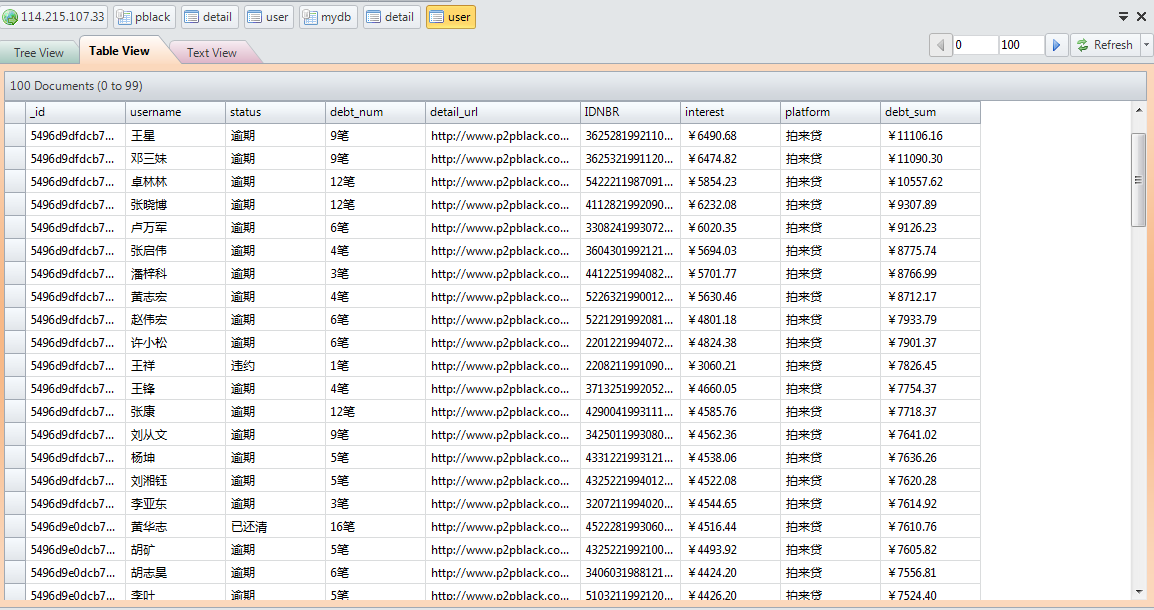 114.215.107.33 pblack detail user mydb detail user
Tree View Table View Text View 0 100 Refresh
100 Documents (0 to 99)
_id username status debt_num detail_url IDNBR interest platform debt_sum
5496d9dfdcb7... 王星 逾期 9笔 http://www.p2pblack.co... 3625281992110... ￥6490.68 拍来贷 ￥11106.16
5496d9dfdcb7... 邓三妹 逾期 9笔 http://www.p2pblack.co... 3625321991120... ￥6474.82 拍来贷 ￥11090.30
5496d9dfdcb7... 卓林林 逾期 12笔 http://www.p2pblack.co... 5422211987091... ￥5854.23 拍来贷 ￥10557.62
5496d9dfdcb7... 张晓博 逾期 12笔 http://www.p2pblack.co... 4112821992090... ￥6232.08 拍来贷 ￥9307.89
5496d9dfdcb7... 卢万军 逾期 6笔 http://www.p2pblack.co... 3308241993072... ￥6020.35 拍来贷 ￥9126.23
5496d9dfdcb7... 张启伟 逾期 4笔 http://www.p2pblack.co... 3604301992121... ￥5694.03 拍来贷 ￥8775.74
5496d9dfdcb7... 潘梓科 逾期 3笔 http://www.p2pblack.co... 4412251994082... ￥5701.77 拍来贷 ￥8766.99
5496d9dfdcb7... 黄志宏 逾期 4笔 http://www.p2pblack.co... 5226321990012... ￥5630.46 拍来贷 ￥8712.17
5496d9dfdcb7... 赵伟宏 逾期 6笔 http://www.p2pblack.co... 5221291992081... ￥4801.18 拍来贷 ￥7933.79
5496d9dfdcb7... 许小松 逾期 6笔 http://www.p2pblack.co... 2201221994072... ￥4824.38 拍来贷 ￥7901.37
5496d9dfdcb7... 王祥 违约 1笔 http://www.p2pblack.co... 2208211991090... ￥3060.21 拍来贷 ￥7826.45
5496d9dfdcb7... 王锋 逾期 4笔 http://www.p2pblack.co... 3713251992052... ￥4660.05 拍来贷 ￥7754.37
5496d9dfdcb7... 张康 逾期 12笔 http://www.p2pblack.co... 4290041993111... ￥4585.76 拍来贷 ￥7718.37
5496d9dfdcb7... 刘从文 逾期 9笔 http://www.p2pblack.co... 3425011993080... ￥4562.36 拍来贷 ￥7641.02
5496d9dfdcb7... 杨坤 逾期 5笔 http://www.p2pblack.co... 4331221993121... ￥4538.06 拍来贷 ￥7636.26
5496d9dfdcb7... 刘湘钰 逾期 5笔 http://www.p2pblack.co... 4325221994012... ￥4522.08 拍来贷 ￥7620.28
5496d9dfdcb7... 李亚东 逾期 3笔 http://www.p2pblack.co... 3207211994020... ￥4544.65 拍来贷 ￥7614.92
5496d9e0dcb7... 黄华志 已还清 16笔 http://www.p2pblack.co... 4522281993060... ￥4516.44 拍来贷 ￥7610.76
5496d9e0dcb7... 胡矿 逾期 5笔 http://www.p2pblack.co... 4325221992100... ￥4493.92 拍来贷 ￥7605.82
5496d9e0dcb7... 胡志昊 逾期 6笔 http://www.p2pblack.co... 3406031988121... ￥4424.20 拍来贷 ￥7556.81
5496d9e0dcb7... 李叶 逾期 5笔 http://www.p2pblack.co... 5103211992120... ￥4426.20 拍来贷 ￥7524.40